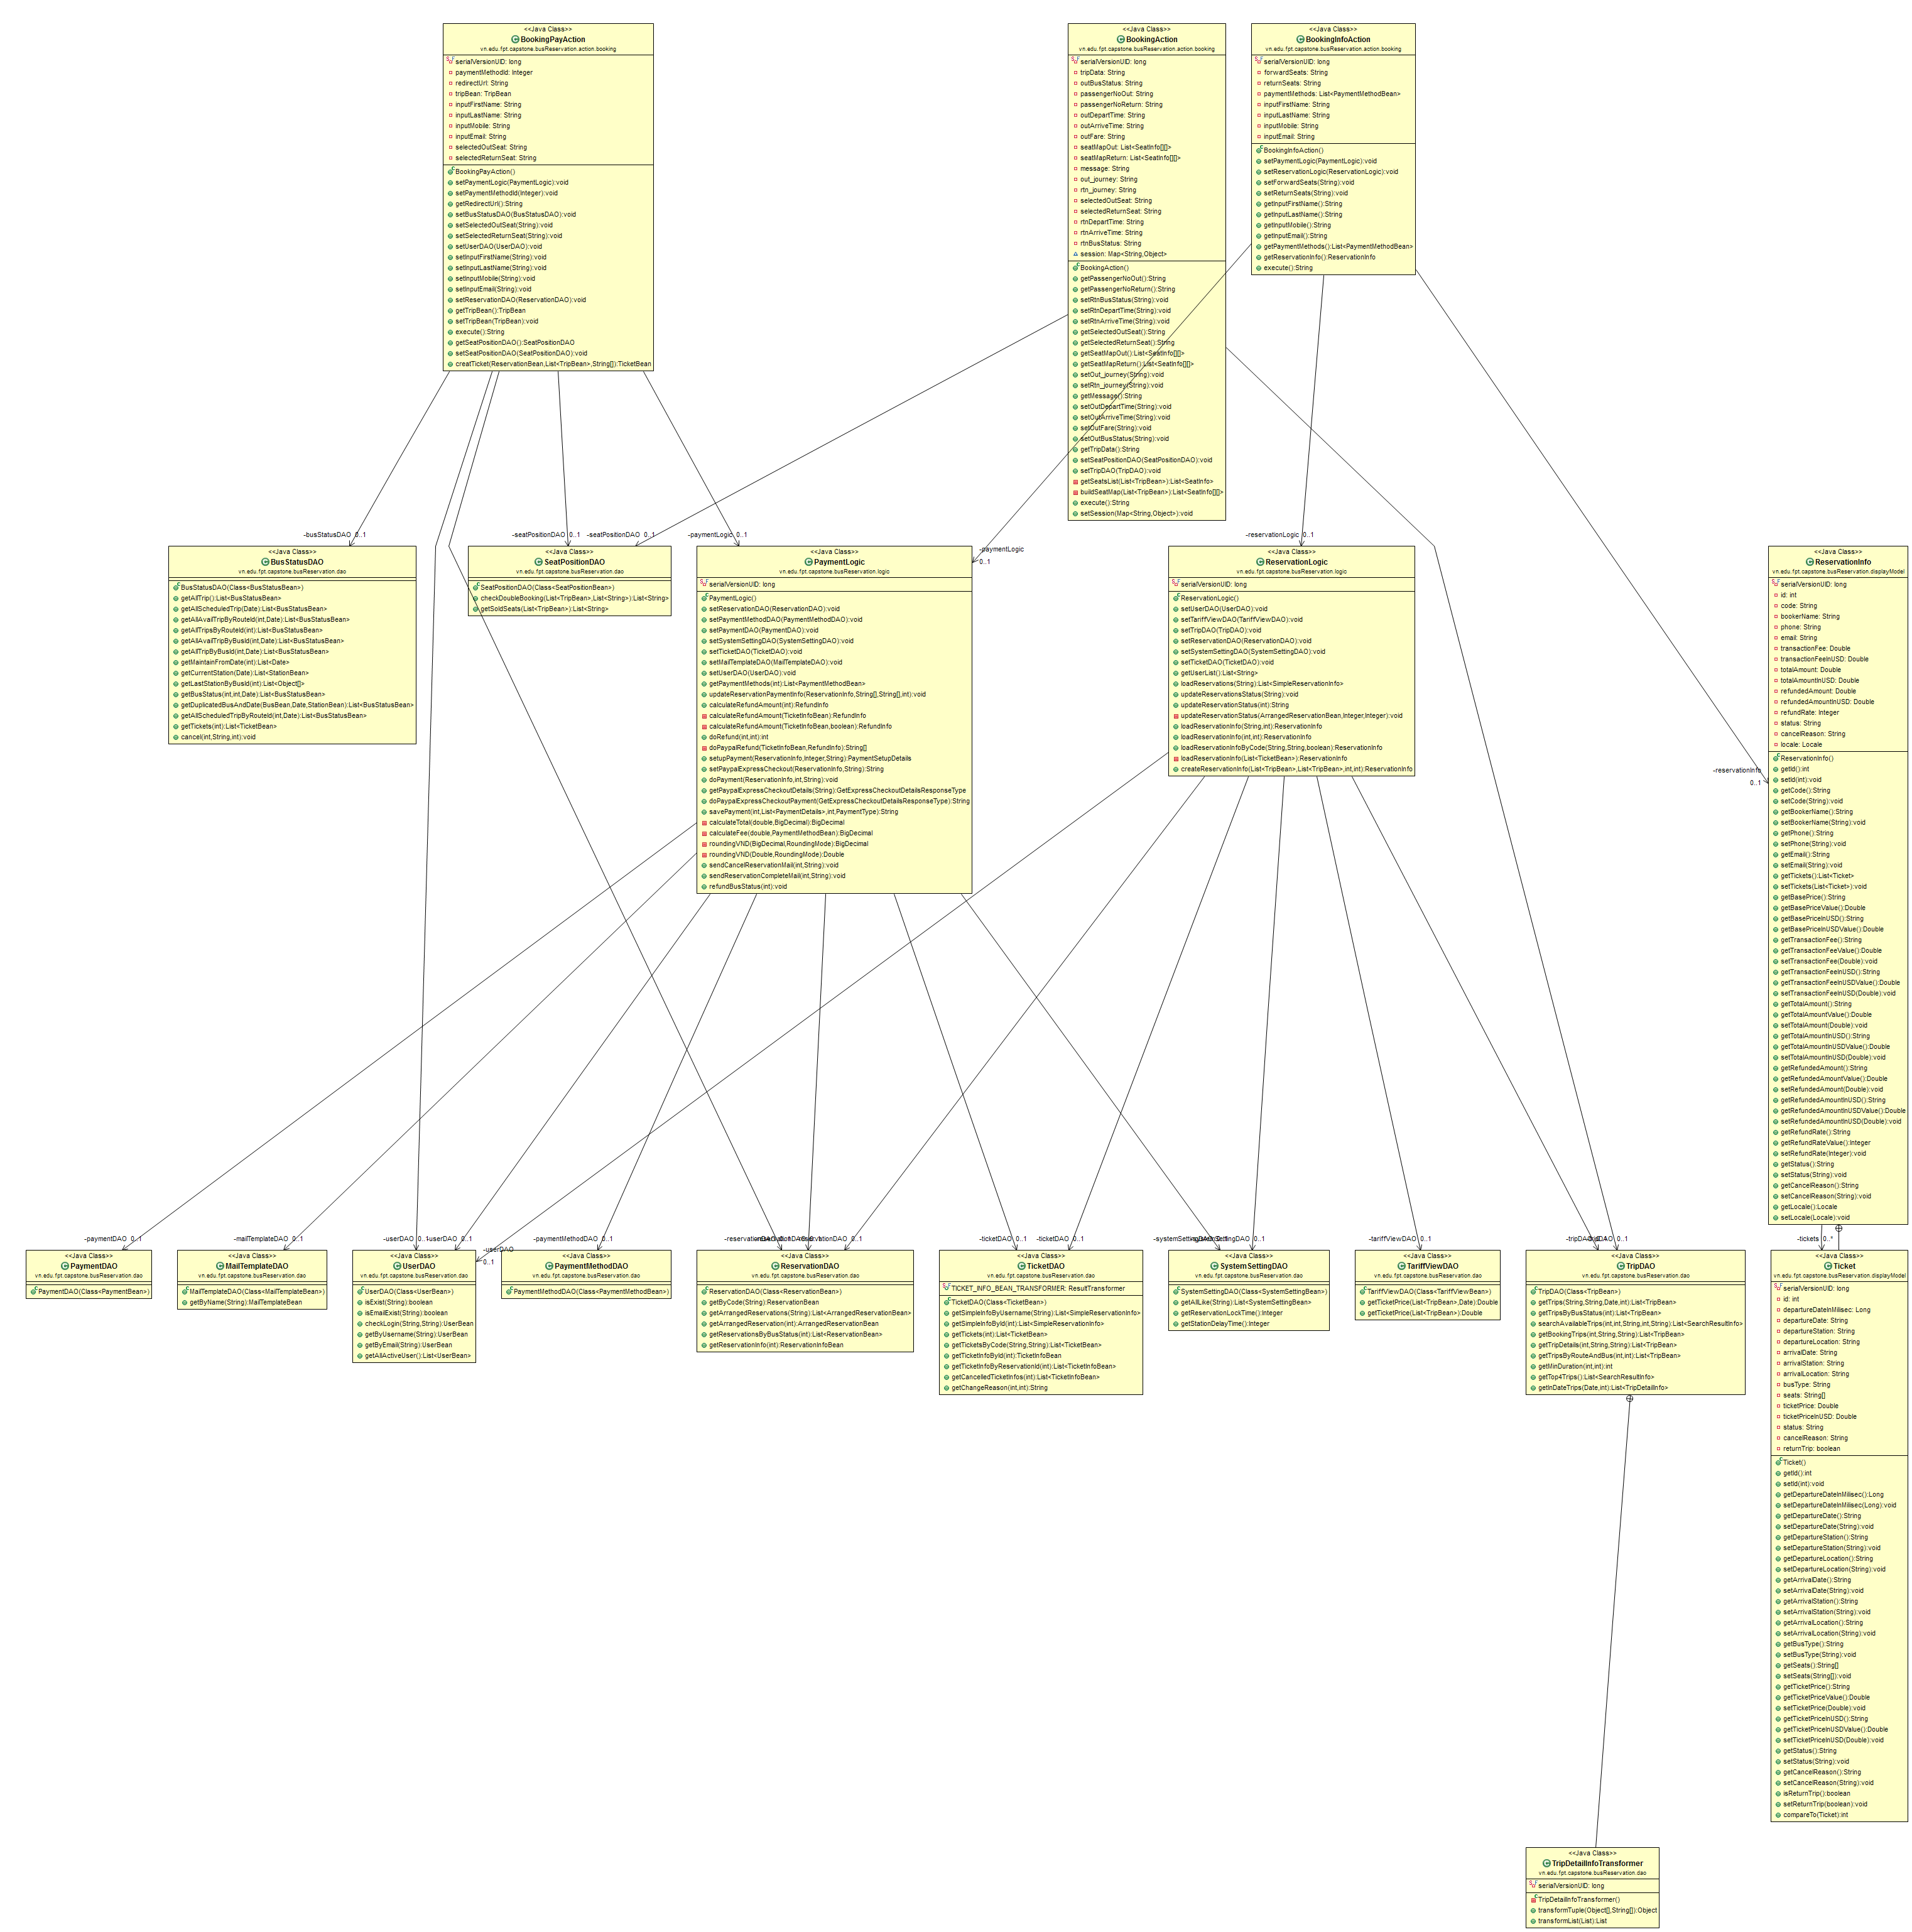 <<Java Class>>
BookingPayAction
vn.edu.fpt.capstone.busReservation.action.booking
serialVersionUID: long
paymentMethodId: Integer
redirectUrl: String
tripBean: TripBean
inputFirstName: String
inputLastName: String
inputMobile: String
inputEmail: String
selectedOutSeat: String
selectedReturnSeat: String
BookingPayAction()
setPaymentLogic(PaymentLogic):void
setPaymentMethodId(Integer):void
getRedirectUrl():String
setBusStatusDAO(BusStatusDAO):void
setSelectedOutSeat(String):void
setSelectedReturnSeat(String):void
setUserDAO(UserDAO):void
setInputFirstName(String):void
setInputLastName(String):void
setInputMobile(String):void
setInputEmail(String):void
setReservationDAO(ReservationDAO):void
getTripBean():TripBean
setTripBean(TripBean):void
execute():String
getSeatPositionDAO():SeatPositionDAO
setSeatPositionDAO(SeatPositionDAO):void
creatTicket(ReservationBean,List<TripBean>,String[]):TicketBean
<<Java Class>>
BookingAction
vn.edu.fpt.capstone.busReservation.action.booking
serialVersionUID: long
tripData: String
outBusStatus: String
passengerNoOut: String
passengerNoReturn: String
outDepartTime: String
outArriveTime: String
outFare: String
seatMapOut: List<SeatInfo[][]>
seatMapReturn: List<SeatInfo[][]>
message: String
out_journey: String
rtn_journey: String
selectedOutSeat: String
selectedReturnSeat: String
rtnDepartTime: String
rtnArriveTime: String
rtnBusStatus: String
session: Map<String,Object>
BookingAction()
getPassengerNoOut():String
getPassengerNoReturn():String
setRtnBusStatus(String):void
setRtnDepartTime(String):void
setRtnArriveTime(String):void
getSelectedOutSeat():String
getSelectedReturnSeat():String
getSeatMapOut():List<SeatInfo[][]>
getSeatMapReturn():List<SeatInfo[][]>
setOut_journey(String):void
setRtn_journey(String):void
getMessage():String
setOutDepartTime(String):void
setOutArriveTime(String):void
setOutFare(String):void
setOutBusStatus(String):void
getTripData():String
setSeatPositionDAO(SeatPositionDAO):void
setTripDAO(TripDAO):void
getSeatsList(List<TripBean>):List<SeatInfo>
buildSeatMap(List<TripBean>):List<SeatInfo[][]>
execute():String
setSession(Map<String,Object>):void
<<Java Class>>
BookingInfoAction
vn.edu.fpt.capstone.busReservation.action.booking
serialVersionUID: long
forwardSeats: String
returnSeats: String
paymentMethods: List<PaymentMethodBean>
inputFirstName: String
inputLastName: String
inputMobile: String
inputEmail: String
BookingInfoAction()
setPaymentLogic(PaymentLogic):void
setReservationLogic(ReservationLogic):void
setForwardSeats(String):void
setReturnSeats(String):void
getInputFirstName():String
getInputLastName():String
getInputMobile():String
getInputEmail():String
getPaymentMethods():List<PaymentMethodBean>
getReservationInfo():ReservationInfo
execute():String
-busStatusDAO 0..1
-seatPositionDAO 0..1
-seatPositionDAO 0..1
-paymentLogic 0..1
-paymentLogic
0..1
-reservationLogic 0..1
-reservationInfo
0..1
<<Java Class>>
BusStatusDAO
vn.edu.fpt.capstone.busReservation.dao
BusStatusDAO(Class<BusStatusBean>)
getAllTrip():List<BusStatusBean>
getAllScheduledTrip(Date):List<BusStatusBean>
getAllAvailTripByRouteId(int,Date):List<BusStatusBean>
getAllTripsByRouteId(int):List<BusStatusBean>
getAllAvailTripByBusId(int,Date):List<BusStatusBean>
getAllTripByBusId(int,Date):List<BusStatusBean>
getMaintainFromDate(int):List<Date>
getCurrentStation(Date):List<StationBean>
getLastStationByBusId(int):List<Object[]>
getBusStatus(int,int,Date):List<BusStatusBean>
getDuplicatedBusAndDate(BusBean,Date,StationBean):List<BusStatusBean>
getAllScheduledTripByRouteId(int,Date):List<BusStatusBean>
getTickets(int):List<TicketBean>
cancel(int,String,int):void
<<Java Class>>
SeatPositionDAO
vn.edu.fpt.capstone.busReservation.dao
SeatPositionDAO(Class<SeatPositionBean>)
checkDoubleBooking(List<TripBean>,List<String>):List<String>
getSoldSeats(List<TripBean>):List<String>
<<Java Class>>
PaymentLogic
vn.edu.fpt.capstone.busReservation.logic
serialVersionUID: long
PaymentLogic()
setReservationDAO(ReservationDAO):void
setPaymentMethodDAO(PaymentMethodDAO):void
setPaymntDAO(PaymentDAO):void
setSystemSettingDAO(SystemSettingDAO):void
setTicketDAO(TicketDAO):void
setMailTemplateDAO(MailTemplateDAO):void
setUserDAO(UserDAO):void
getPaymentMethods(int):List<PaymentMethodBean>
updateReservationPaymentInfo(ReservationInfo,String[],String[],int):void
calculateRefundAmount(int):RefundInfo
calculateRefundAmount(TicketInfoBean):RefundInfo
calculateRefundAmount(TicketInfoBean,boolean):RefundInfo
doRefund(int,int):int
doPaypalRefund(TicketInfoBean,RefundInfo):String[]
setupPayment(ReservationInfo,Integer,String):PaymentSetupDetails
setPaypalExpressCheckout(ReservationInfo,String):String
doPayment(ReservationInfo,int,String):void
getPaypalExpressCheckoutDetails(String):GetExpressCheckoutDetailsResponseType
doPaypalExpressCheckoutPayment(GetExpressCheckoutDetailsResponseType):String
savePayment(int,List<PaymentDetails>,int,PaymentType):String
calculateTotal(double,BigDecimal):BigDecimal
calculateFee(double,PaymentMethodBean):BigDecimal
roundingVND(BigDecimal,RoundingMode):BigDecimal
roundingVND(Double,RoundingMode):Double
sendCancelReservationMail(int,String):void
sendReservationCompleteMail(int,String):void
refundBusStatus(int):void
<<Java Class>>
ReservationLogic
vn.edu.fpt.capstone.busReservation.logic
serialVersionUID: long
ReservationLogic()
setUserDAO(UserDAO):void
setTariffViewDAO(TariffViewDAO):void
setTripDAO(TripDAO):void
setReservationDAO(ReservationDAO):void
setSystemSettingDAO(SystemSettingDAO):void
setTicketDAO(TicketDAO):void
getUserList():List<String>
loadReservations(String):List<SimpleReservationInfo>
updateReservationsStatus(String):void
updateReservationStatus(int):String
updateReservationStatus(ArrangedReservationBean,Integer,Integer):void
loadReservationInfo(String,int):ReservationInfo
loadReservationInfo(int,int):ReservationInfo
loadReservationInfoByCode(String,String,boolean):ReservationInfo
loadReservationInfo(List<TicketBean>):ReservationInfo
createReservationInfo(List<TripBean>,List<TripBean>,int,int):ReservationInfo
<<Java Class>>
ReservationInfo
vn.edu.fpt.capstone.busReservation.displayModel
serialVersionUID: long
id: int
code: String
bookerName: String
phone: String
email: String
transactionFee: Double
transactionFeeInUSD: Double
totalAmount: Double
totalAmountInUSD: Double
refundedAmount: Double
refundedAmountInUSD: Double
refundRate: Integer
status: String
cancelReason: String
locale: Locale
ReservationInfo()
getId():int
setId(int):void
getCode():String
setCode(String):void
getBookerName():String
setBookerName(String):void
getPhone():String
setPhone(String):void
getEmail():String
setEmail(String):void
getTickets():List<Ticket>
setTickets(List<Ticket>):void
getBasePrice():String
getBasePriceValue():Double
getBasePriceInUSD():String
getBasePriceInUSDValue():Double
getTransactionFee():String
getTransactionFeeValue():Double
setTransactionFee(Double):void
getTransactionFeeInUSD():String
getTransactionFeeInUSDValue():Double
setTransactionFeeInUSD(Double):void
getTotalAmount():String
getTotalAmountValue():Double
setTotalAmount(Double):void
getTotalAmountInUSD():String
getTotalAmountInUSDValue():Double
setTotalAmountInUSD(Double):void
getRefundedAmount():String
getRefundedAmountValue():Double
setRefundedAmount(Double):void
getRefundedAmountInUSD():String
getRefundedAmountInUSDValue():Double
setRefundedAmountInUSD(Double):void
getRefundRate():String
getRefundRateValue():Integer
setRefundRate(Integer):void
getStatus():String
setStatus(String):void
getCancelReason():String
setCancelReason(String):void
getLocale():Locale
setLocale(Locale):void
-paymntDAO 0..1
-mailTemplateDAO 0..1
-userDAO 0..1
-userDAO 0..1
-userDAO
0..1
-paymentMethodDAO 0..1
-ticketDAO 0..1
-ticketDAO 0..1
-systemSettingDAO
-tariffViewDAO 0..1
-tripDAO
0..1
-tickets 0..*
<<Java Class>>
PaymentDAO
vn.edu.fpt.capstone.busReservation.dao
PaymentDAO(Class<PaymentBean>)
<<Java Class>>
MailTemplateDAO
vn.edu.fpt.capstone.busReservation.dao
MailTemplateDAO(Class<MailTemplateBean>)
getByName(String):MailTemplateBean
<<Java Class>>
UserDAO
vn.edu.fpt.capstone.busReservation.dao
UserDAO(Class<UserBean>)
isExist(String):boolean
isEmailExist(String):boolean
checkLogin(String,String):UserBean
getByUsername(String):UserBean
getByEmail(String):UserBean
getAllActiveUser():List<UserBean>
<<Java Class>>
PaymentMethodDAO
vn.edu.fpt.capstone.busReservation.dao
PaymentMethodDAO(Class<PaymentMethodBean>)
<<Java Class>>
ReservationDAO
vn.edu.fpt.capstone.busReservation.dao
ReservationDAO(Class<ReservationBean>)
getByCode(String):ReservationBean
getArrangedReservations(String):List<ArrangedReservationBean>
getArrangedReservation(int):ArrangedReservationBean
getReservationsByBusStatus(int):List<ReservationBean>
getReservationInfo(int):ReservationInfoBean
<<Java Class>>
TicketDAO
vn.edu.fpt.capstone.busReservation.dao
TICKET_INFO_BEAN_TRANSFORMER: ResultTransformer
TicketDAO(Class<TicketBean>)
getSimpleInfoByUsername(String):List<SimpleReservationInfo>
getSimpleInfoById(int):List<SimpleReservationInfo>
getTickets(int):List<TicketBean>
getTicketsByCode(String,String):List<TicketBean>
getTicketInfoById(int):TicketInfoBean
getTicketInfoByReservationId(int):List<TicketInfoBean>
getCancelledTicketInfos(int):List<TicketInfoBean>
getChangeReason(int,int):String
<<Java Class>>
SystemSettingDAO
vn.edu.fpt.capstone.busReservation.dao
SystemSettingDAO(Class<SystemSettingBean>)
getAllLike(String):List<SystemSettingBean>
getReservationLockTime():Integer
getStationDelayTime():Integer
<<Java Class>>
TariffViewDAO
vn.edu.fpt.capstone.busReservation.dao
TariffViewDAO(Class<TariffViewBean>)
getTicketPrice(List<TripBean>,Date):Double
getTicketPrice(List<TripBean>):Double
<<Java Class>>
TripDAO
vn.edu.fpt.capstone.busReservation.dao
TripDAO(Class<TripBean>)
getTrips(String,String,Date,int):List<TripBean>
getTripsByBusStatus(int):List<TripBean>
searchAvailableTrips(int,int,String,int,String):List<SearchResultInfo>
getBookingTrips(int,String,String):List<TripBean>
getTripDetails(int,String,String):List<TripBean>
getTripsByRouteAndBus(int,int):List<TripBean>
getMinDuration(int,int):int
getTop4Trips():List<SearchResultInfo>
getInDateTrips(Date,int):List<TripDetailInfo>
<<Java Class>>
Ticket
vn.edu.fpt.capstone.busReservation.displayModel
serialVersionUID: long
id: int
departureDateInMilisec: Long
departureDate: String
departureStation: String
departureLocation: String
arrivalDate: String
arrivalStation: String
arrivalLocation: String
busType: String
seats: String[]
ticketPrice: Double
ticketPriceInUSD: Double
status: String
cancelReason: String
returnTrip: boolean
Ticket()
getId():int
setId(int):void
getDepartureDateInMilisec():Long
setDepartureDateInMilisec(Long):void
getDepartureDate():String
setDepartureDate(String):void
getDepartureStation():String
setDepartureStation(String):void
getDepartureLocation():String
setDepartureLocation(String):void
getArrivalDate():String
setArrivalDate(String):void
getArrivalStation():String
setArrivalStation(String):void
getArrivalLocation():String
setArrivalLocation(String):void
getBusType():String
setBusType(String):void
getSeats():String[]
setSeats(String[]):void
getTicketPrice():String
getTicketPriceValue():Double
setTicketPrice(Double):void
getTicketPriceInUSD():String
getTicketPriceInUSDValue():Double
setTicketPriceInUSD(Double):void
getStatus():String
setStatus(String):void
getCancelReason():String
setCancelReason(String):void
isReturnTrip():boolean
setReturnTrip(boolean):void
compareTo(Ticket):int
<<Java Class>>
TripDetailInfoTransformer
vn.edu.fpt.capstone.busReservation.dao
serialVersionUID: long
TripDetailInfoTransformer()
transformTuple(Object[],String[]):Object
transformList(List):List